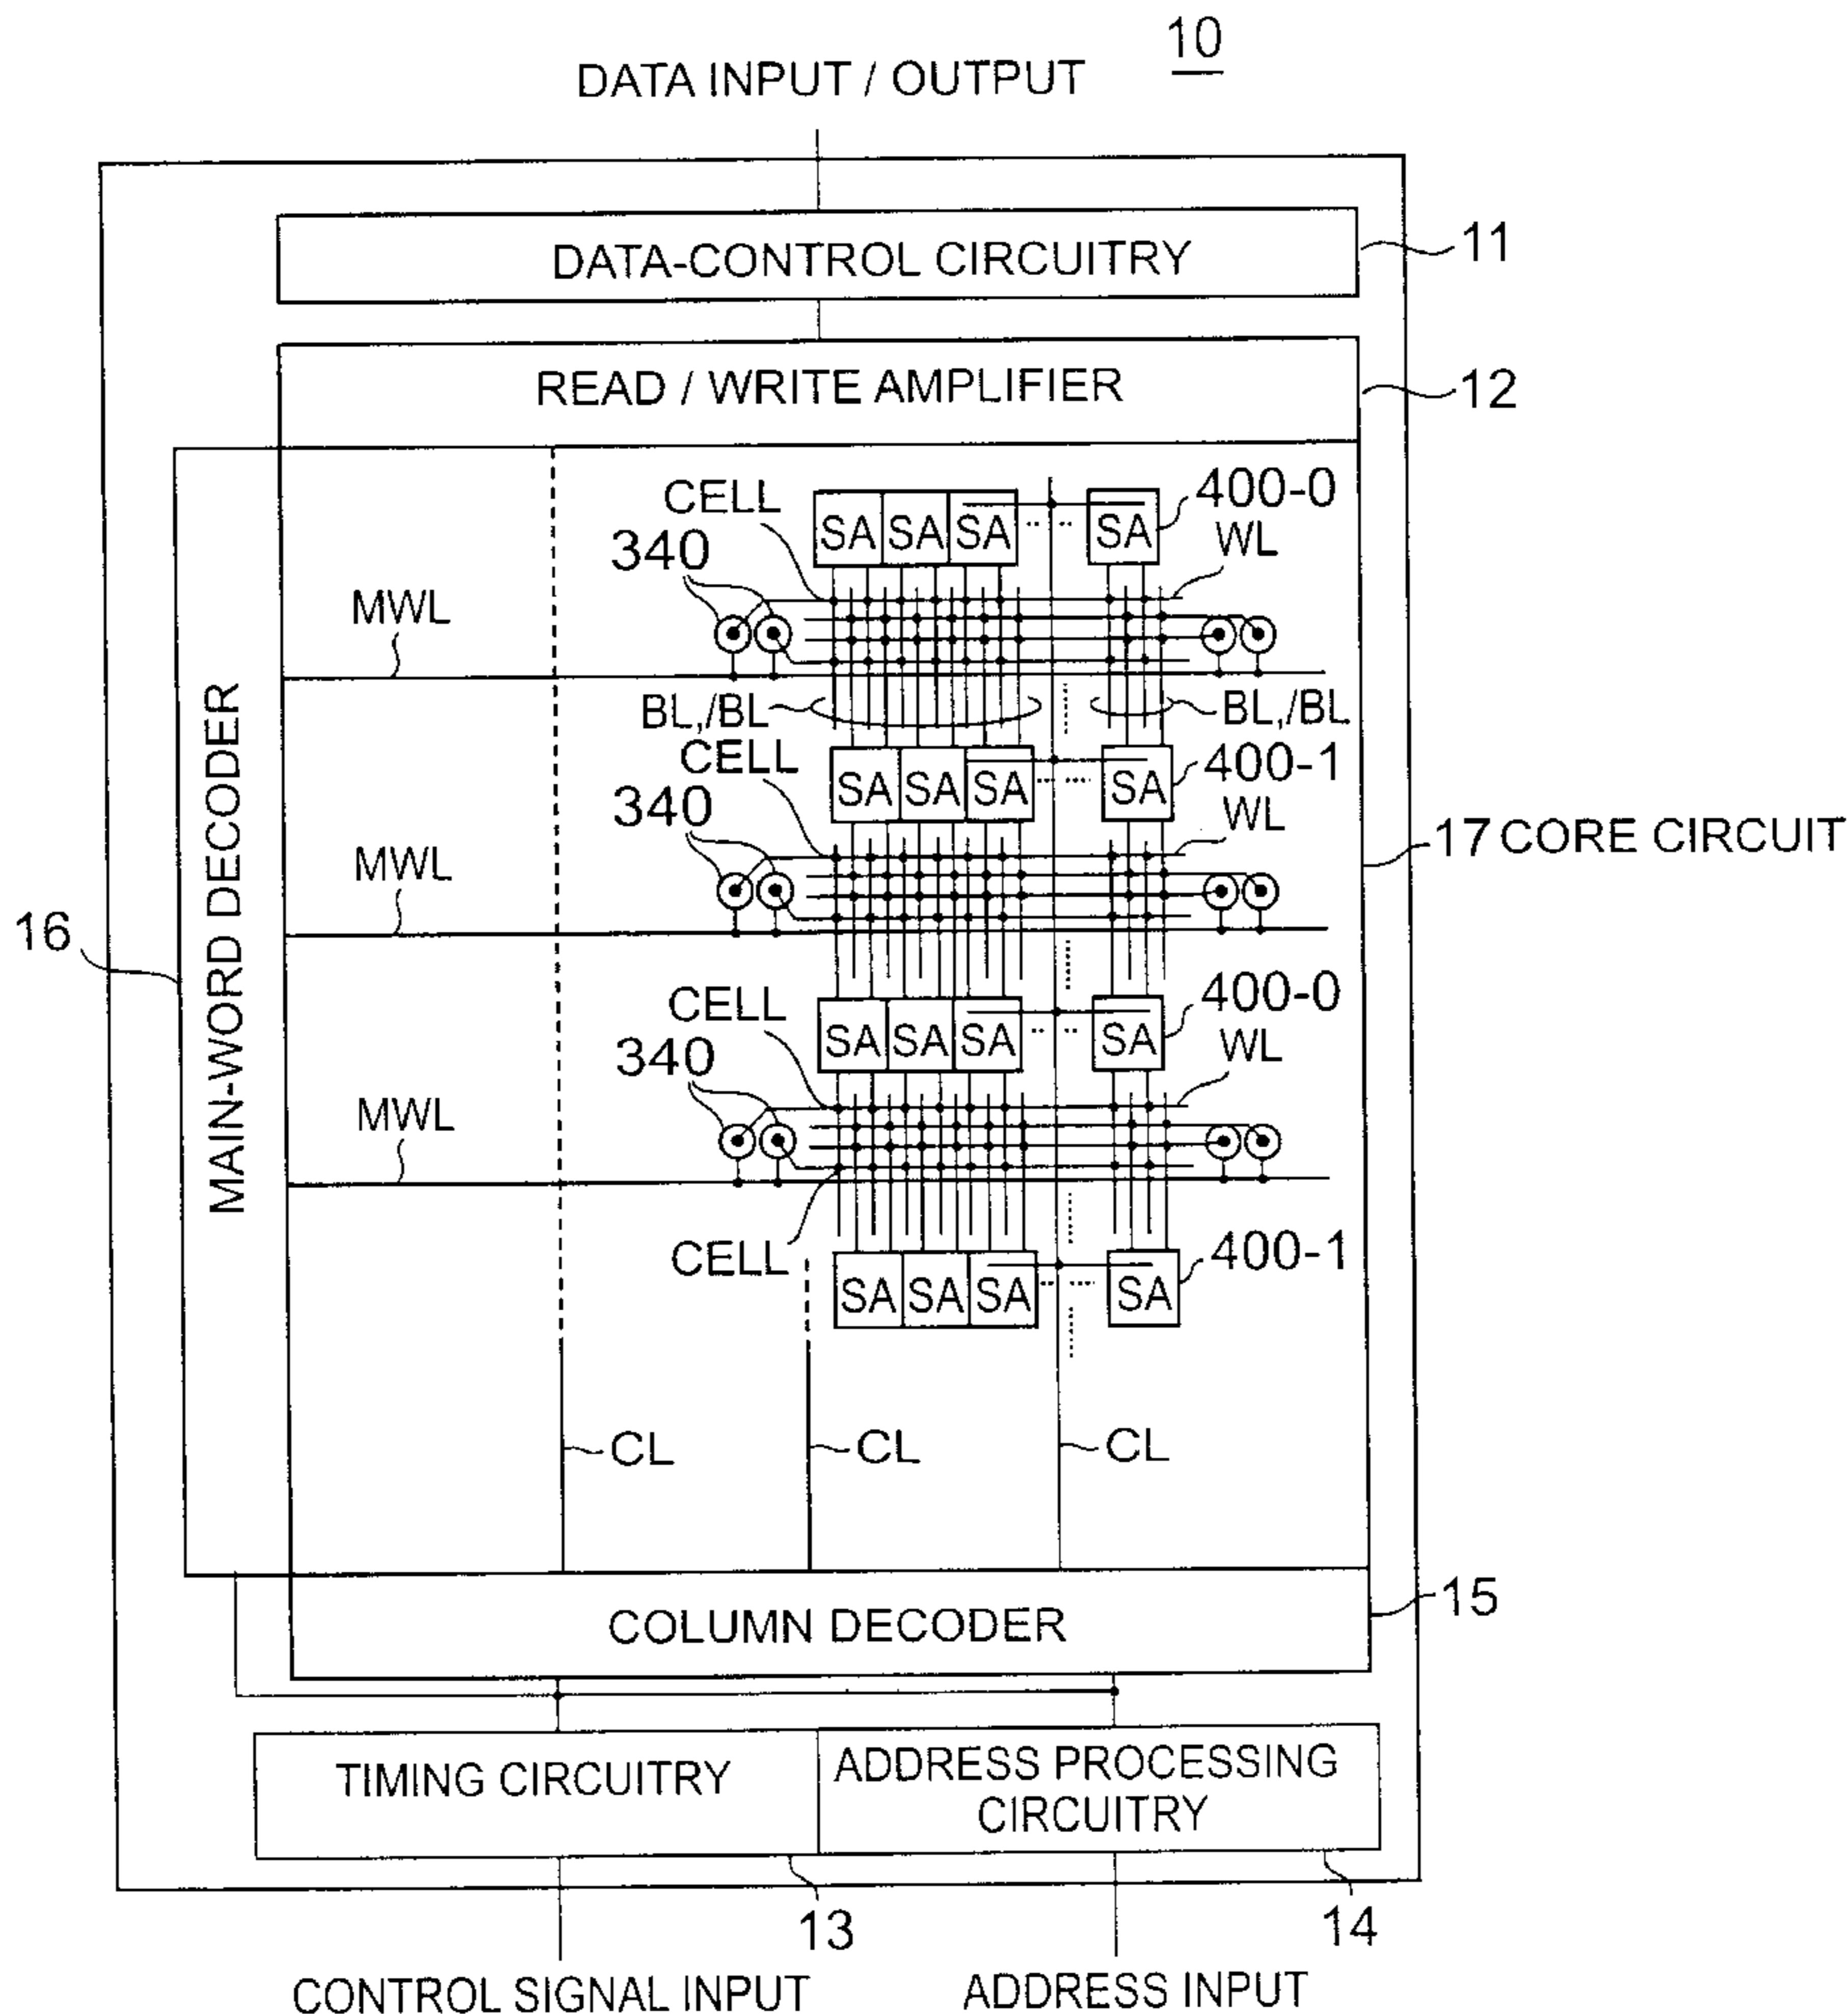 10
DATA INPUT / OUTPUT
DATA-CONTROL CIRCUITRY
11
READ / WRITE AMPLIFIER
12
CELL
SA SA SA SA
400-0
WL
340
MWL
BL,/BL
BL,/BL
CELL
SA SA SA SA
400-1
WL
340
MWL
17 CORE CIRCUIT
MAIN-WORD DECODER
16
CELL
SA SA SA SA
400-0
WL
340
MWL
CELL
SA SA SA SA
400-1
CL
CL
CL
COLUMN DECODER
15
TIMING CIRCUITRY
ADDRESS PROCESSING
CIRCUITRY
13
14
CONTROL SIGNAL INPUT
ADDRESS INPUT